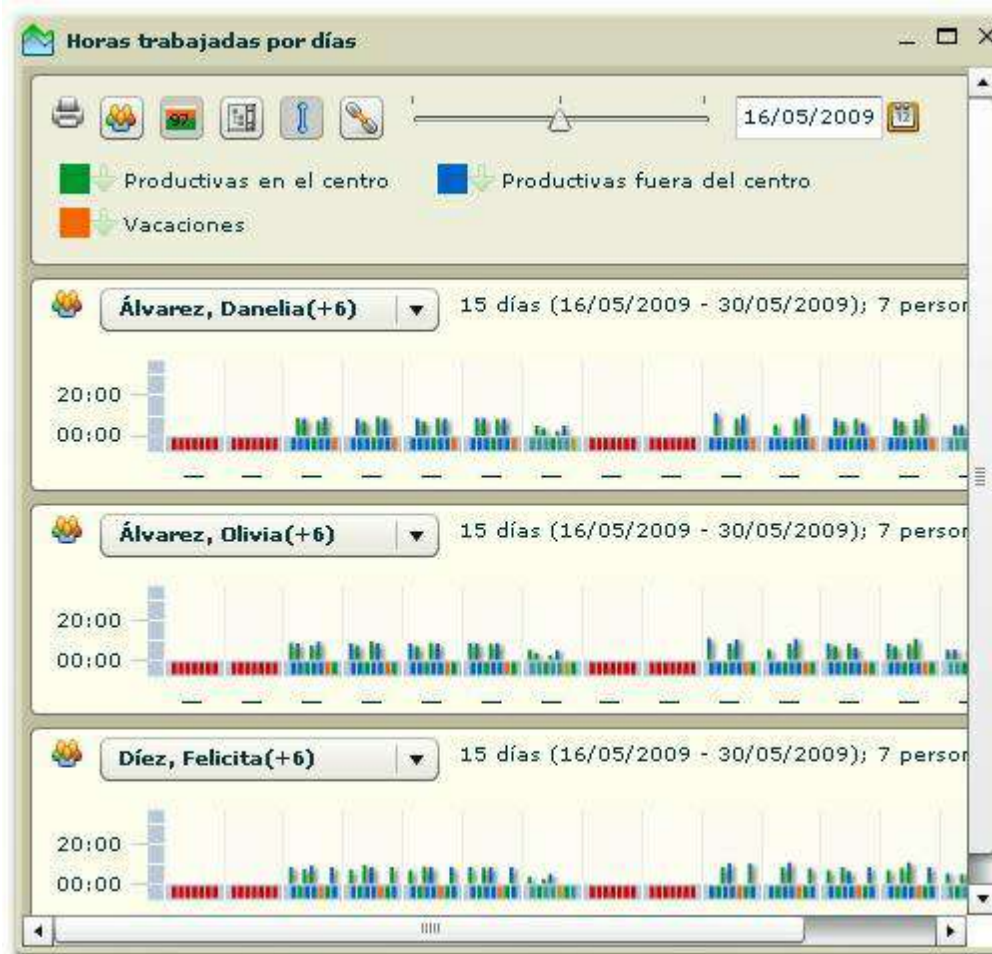 Horas trabajadas por días
97
16/05/2009
12
Productivas en el centro
Productivas fuera del centro
Vacaciones
Álvarez, Danelia(+6)
15 días (16/05/2009 - 30/05/2009); 7 person
20:00
00:00
Álvarez, Olivia(+6)
15 días (16/05/2009 - 30/05/2009); 7 person
20:00
00:00
Díez, Felicita(+6)
15 días (16/05/2009 - 30/05/2009); 7 person
20:00
00:00